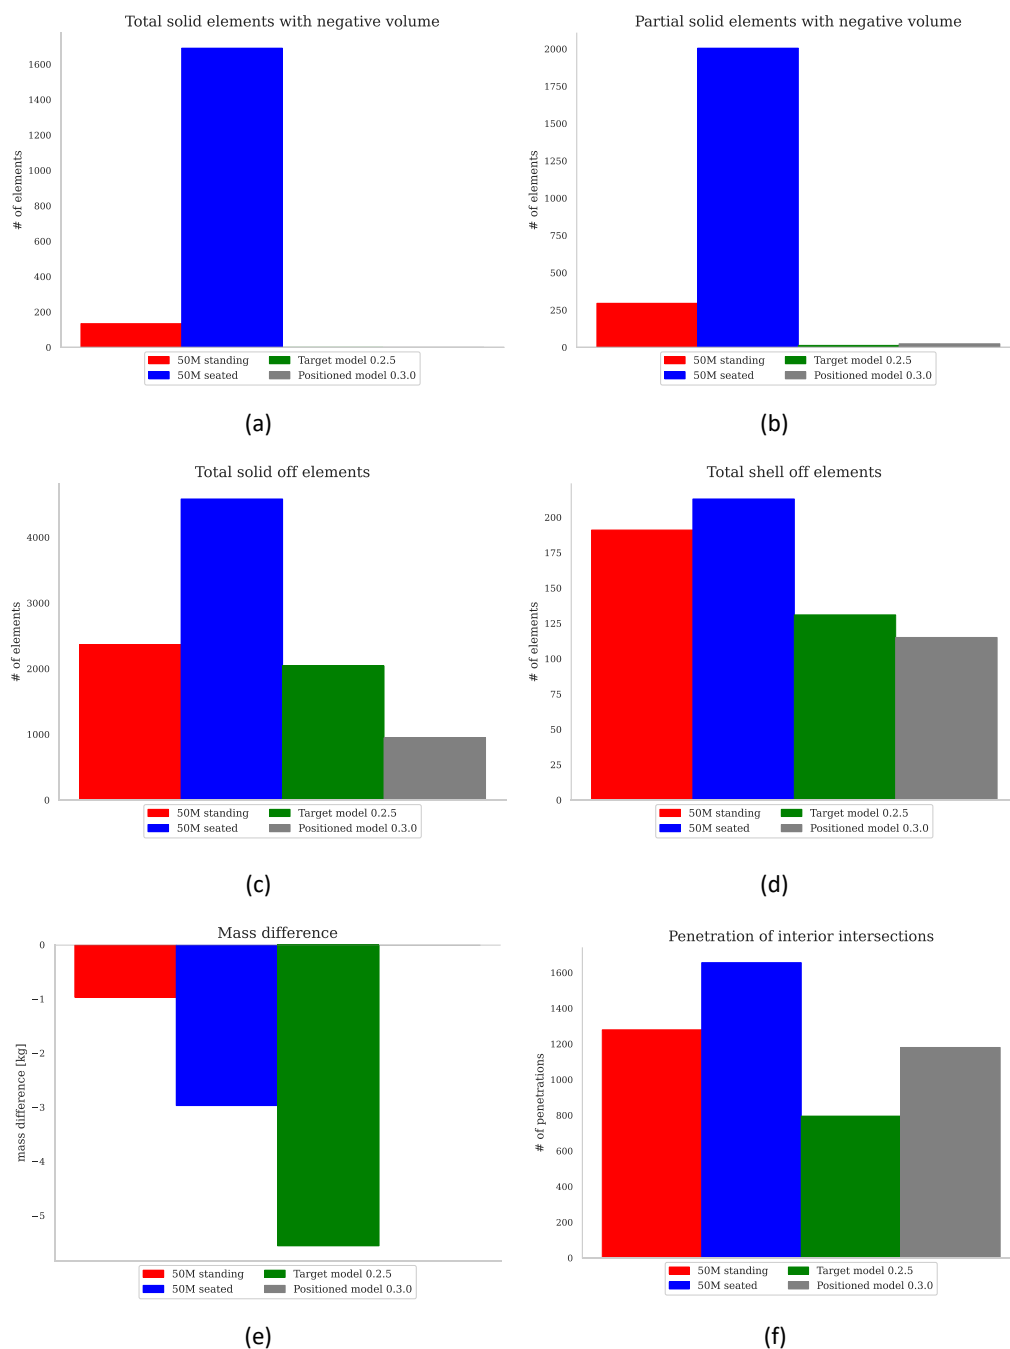 Total solid elements with negative volume
# of elements
1600
1400
1200
1000
800
600
400
200
0
50M standing
50M seated
Target model 0.2.5
Positioned model 0.3.0
(a)
Partial solid elements with negative volume
# of elements
2000
1750
1500
1250
1000
750
500
250
0
50M standing
50M seated
Target model 0.2.5
Positioned model 0.3.0
(b)
Total solid off elements
# of elements
4000
3000
2000
1000
0
50M standing
50M seated
Target model 0.2.5
Positioned model 0.3.0
(c)
Total shell off elements
# of elements
200
175
150
125
100
75
50
25
0
50M standing
50M seated
Target model 0.2.5
Positioned model 0.3.0
(d)
Mass difference
mass difference [kg]
0
−1
−2
−3
−4
−5
50M standing
50M seated
Target model 0.2.5
Positioned model 0.3.0
(e)
Penetration of interior intersections
# of penetrations
1600
1400
1200
1000
800
600
400
200
0
50M standing
50M seated
Target model 0.2.5
Positioned model 0.3.0
(f)